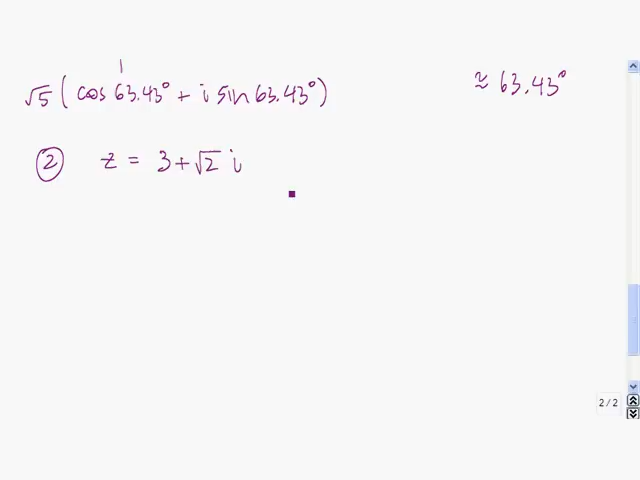 √5 (cos 63.43° + i sin 63.43°)
≈ 63.43°
② z = 3 + √2 i
2 / 2